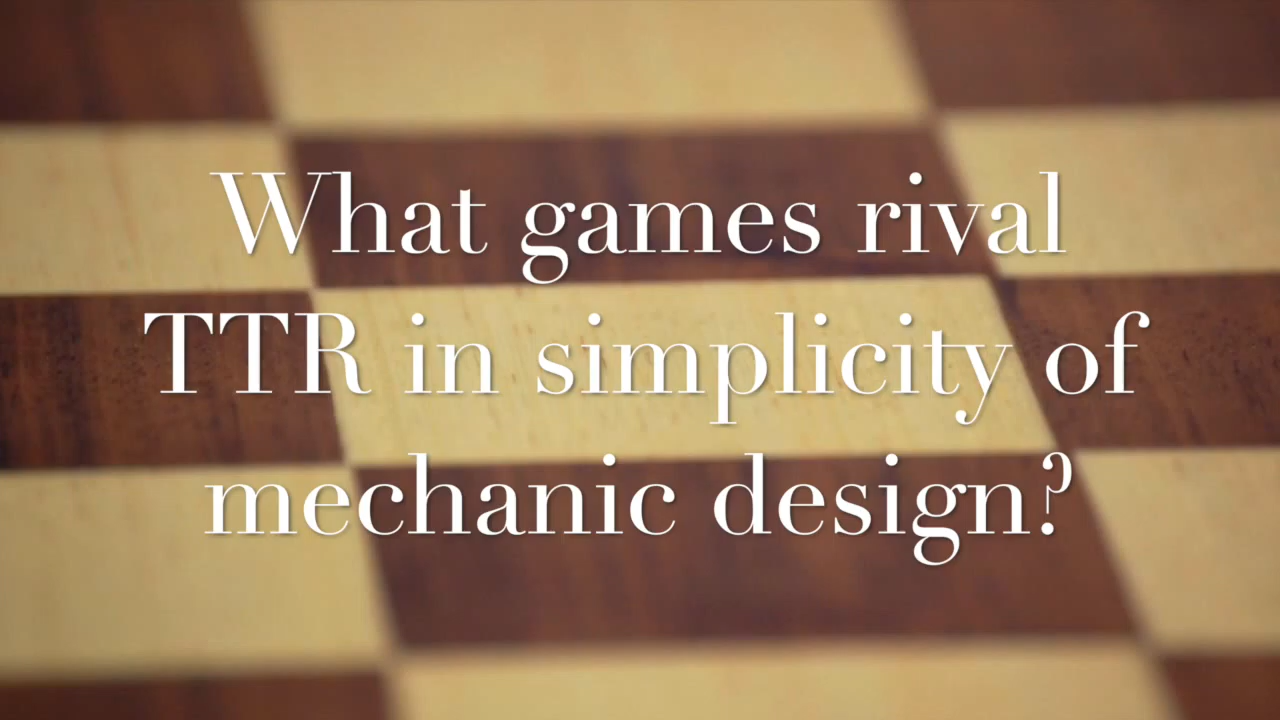 What games rival
TTR in simplicity of
mechanic design?